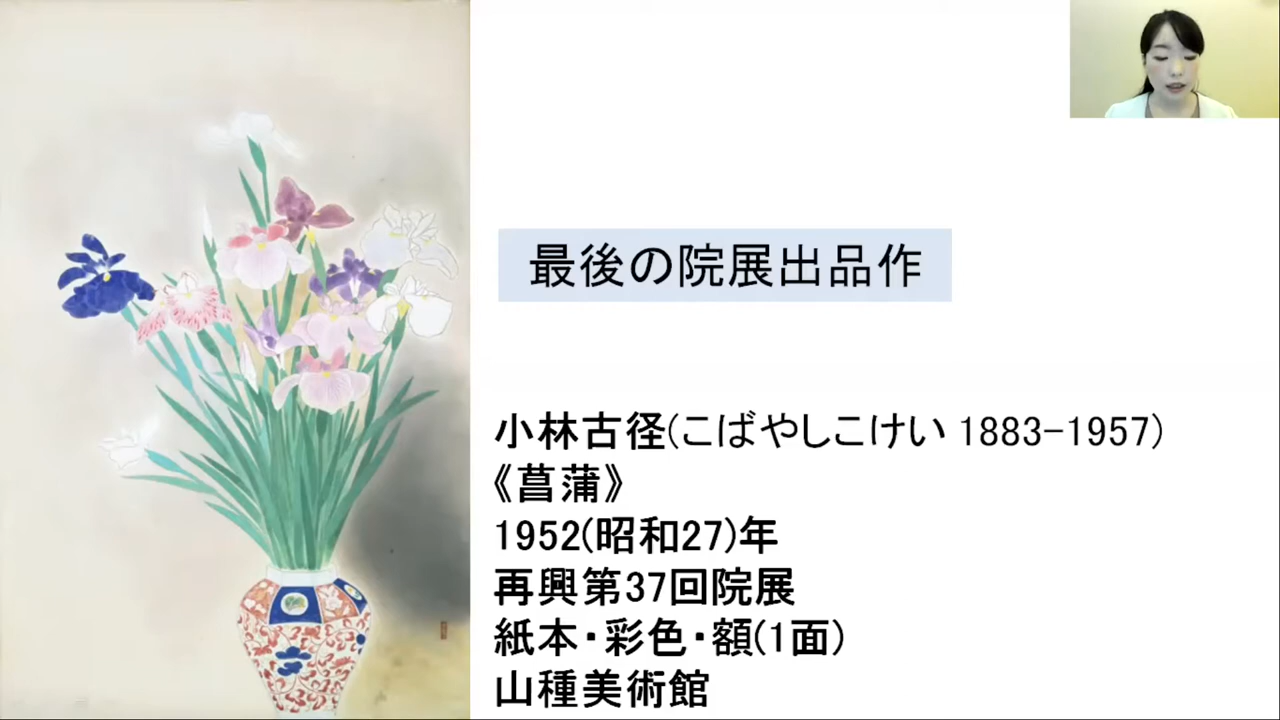 最後の院展出品作
小林古径(こばやしこけい 1883-1957)
《菖蒲》
1952(昭和27)年
再興第37回院展
紙本・彩色・額(1面)
山種美術館